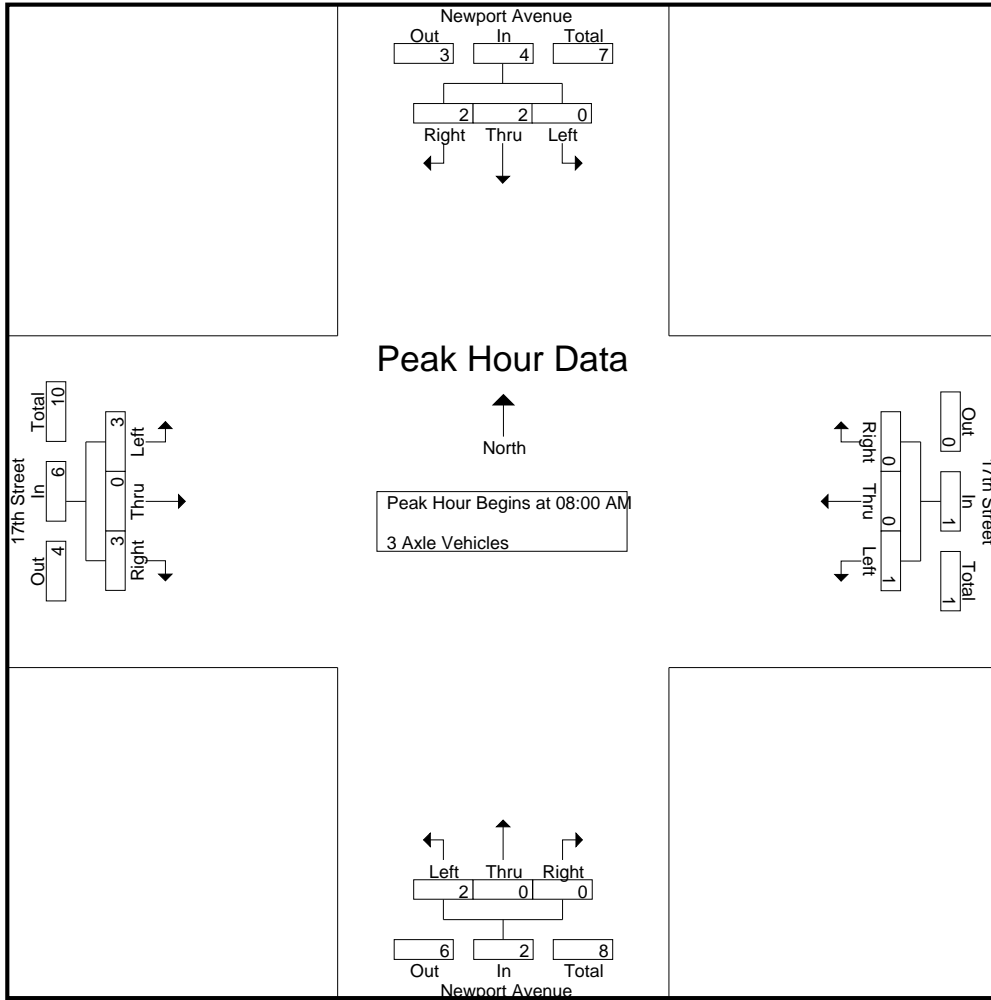 Newport Avenue
Out In Total
3 4 7
2 2 0
Right Thru Left
Peak Hour Data
North
Peak Hour Begins at 08:00 AM
3 Axle Vehicles
17th Street
Total In Out
10 6 4
3 0 3
Left Thru Right
17th Street
Out In Total
0 1 1
0 0 1
Right Thru Left
Left Thru Right
2 0 0
6 2 8
Out In Total
Newport Avenue